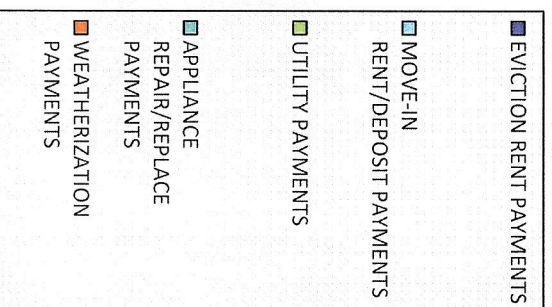 EVICTION RENT PAYMENTS
MOVE-IN
RENT/DEPOSIT PAYMENTS
UTILITY PAYMENTS
APPLIANCE
REPAIR/REPLACE
PAYMENTS
WEATHERIZATION
PAYMENTS